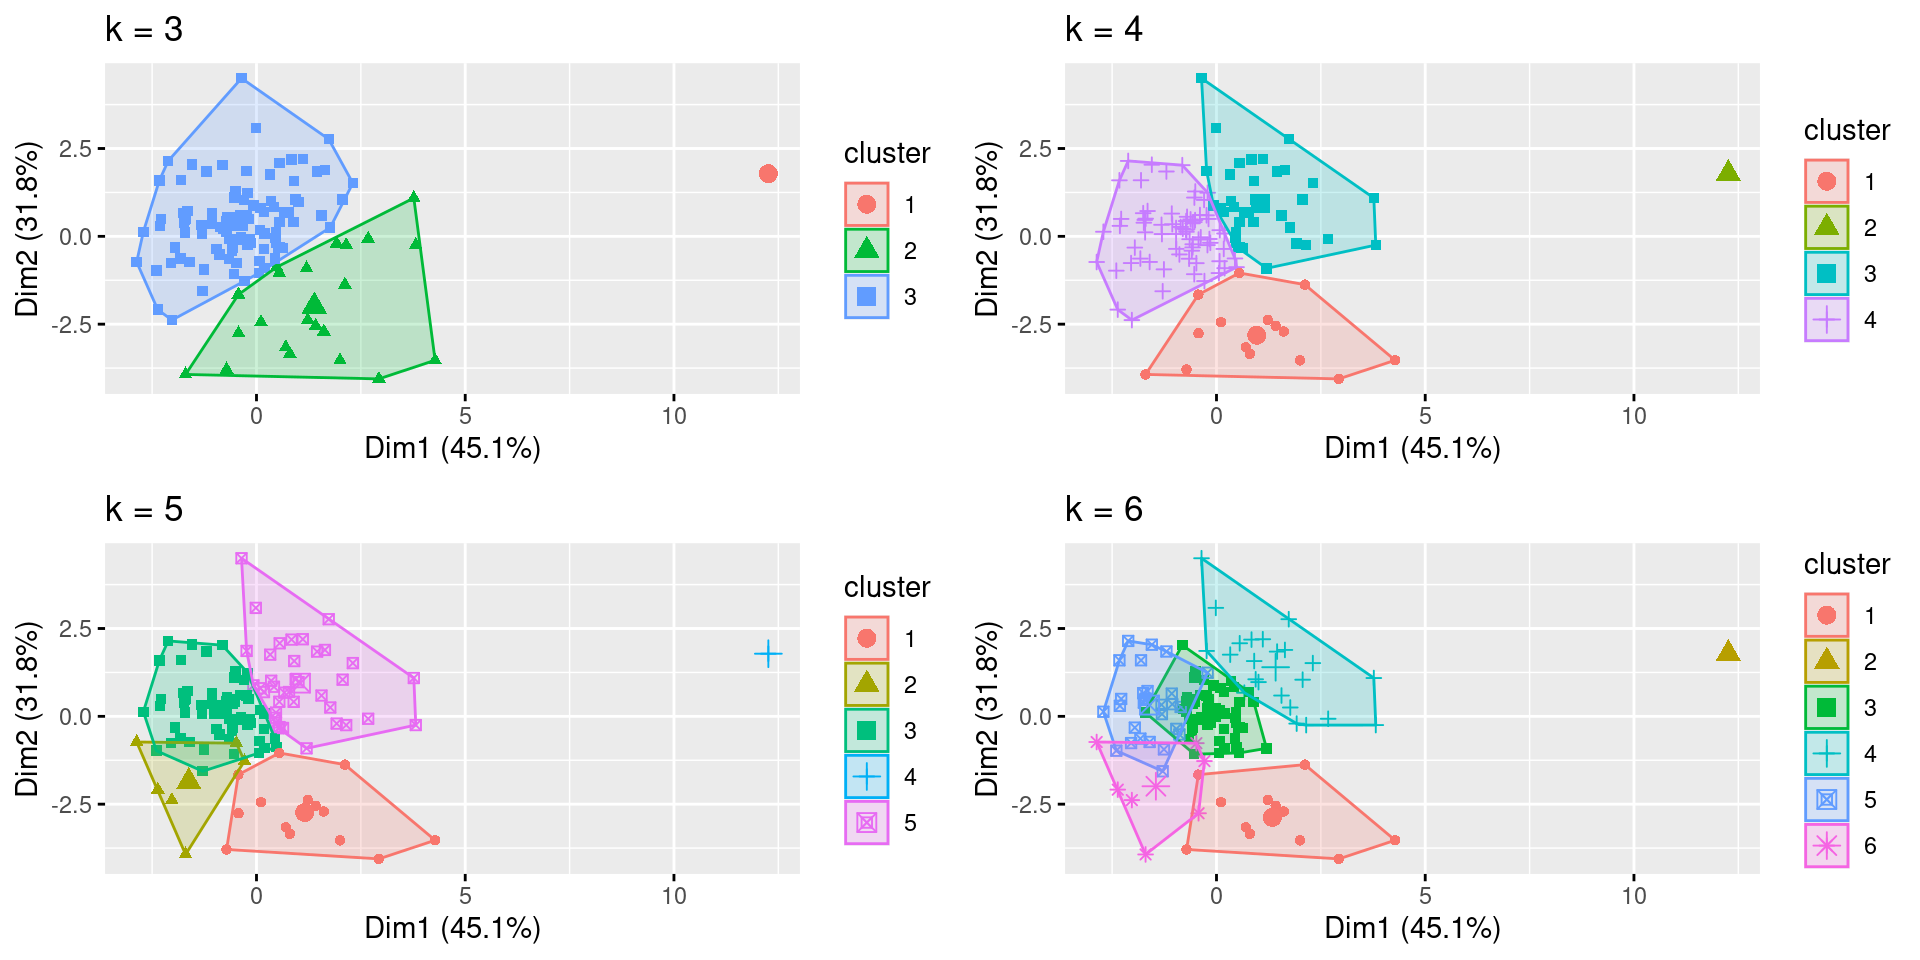 k = 3
2.5
0.0
-2.5
0
5
10
Dim1 (45.1%)
Dim2 (31.8%)
cluster
1
2
3
k = 4
2.5
0.0
-2.5
0
5
10
Dim1 (45.1%)
Dim2 (31.8%)
cluster
1
2
3
4
k = 5
2.5
0.0
-2.5
0
5
10
Dim1 (45.1%)
Dim2 (31.8%)
cluster
1
2
3
4
5
k = 6
2.5
0.0
-2.5
0
5
10
Dim1 (45.1%)
Dim2 (31.8%)
cluster
1
2
3
4
5
6